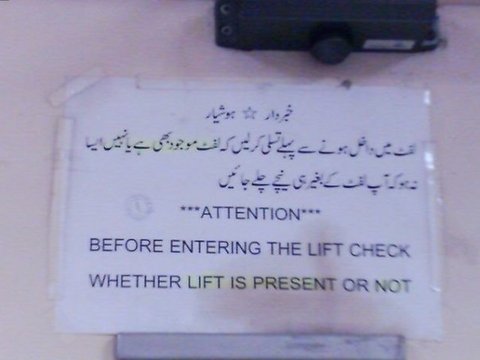 خبردار ☆ ہوشیار
لفٹ میں داخل ہونے سے پہلے تسلی کر لیں کہ لفٹ موجود بھی ہے یا نہیں ایسا
نہ ہو کہ آپ لفٹ کے بغیر ہی نیچے چلے جائیں
***ATTENTION***
BEFORE ENTERING THE LIFT CHECK
WHETHER LIFT IS PRESENT OR NOT